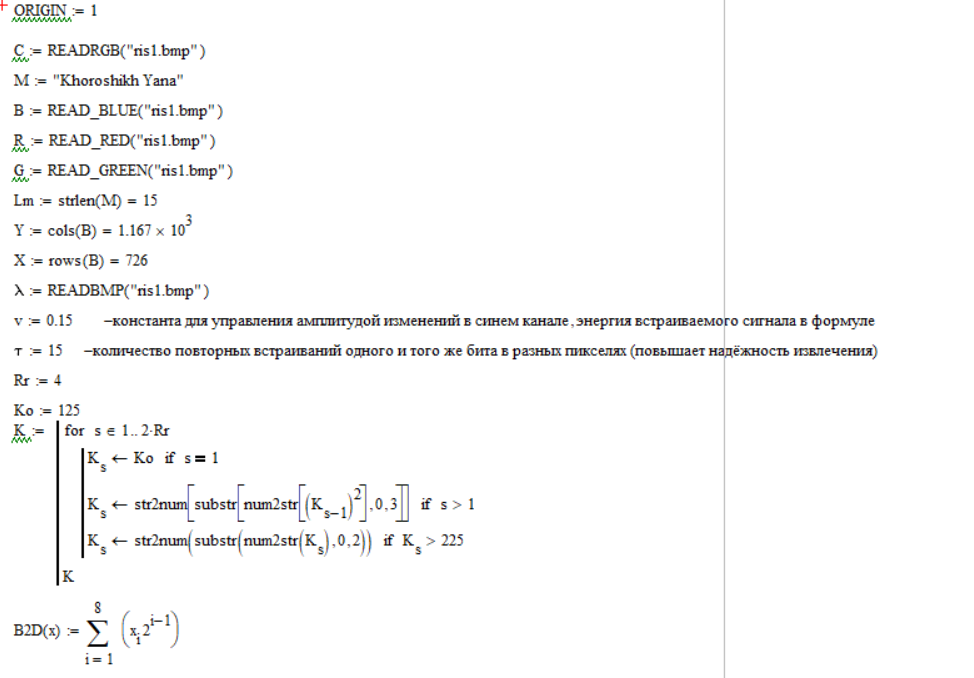 ORIGIN := 1
C := READRGB("ris1.bmp")
M := "Khoroshikh Yana"
B := READ_BLUE("ris1.bmp")
R := READ_RED("ris1.bmp")
G := READ_GREEN("ris1.bmp")
Lm := strlen(M) = 15
Y := cols(B) = 1.167 × 10³
X := rows(B) = 726
λ := READBMP("ris1.bmp")
v := 0.15 −константа для управления амплитудой изменений в синем канале,энергия встраиваемого сигнала в формуле
τ := 15 −количество повторных встраиваний одного и того же бита в разных пикселях (повышает надёжность извлечения)
Rr := 4
Ko := 125
K := for s ∈ 1.. 2·Rr
K_s ← Ko if s = 1
K_s ← str2num[substr[num2str[(K_{s−1})²],0,3]] if s > 1
K_s ← str2num(substr(num2str(K_s),0,2)) if K_s > 225
K
B2D(x) := ∑_{i = 1}^{8} (x_i 2^{i−1})